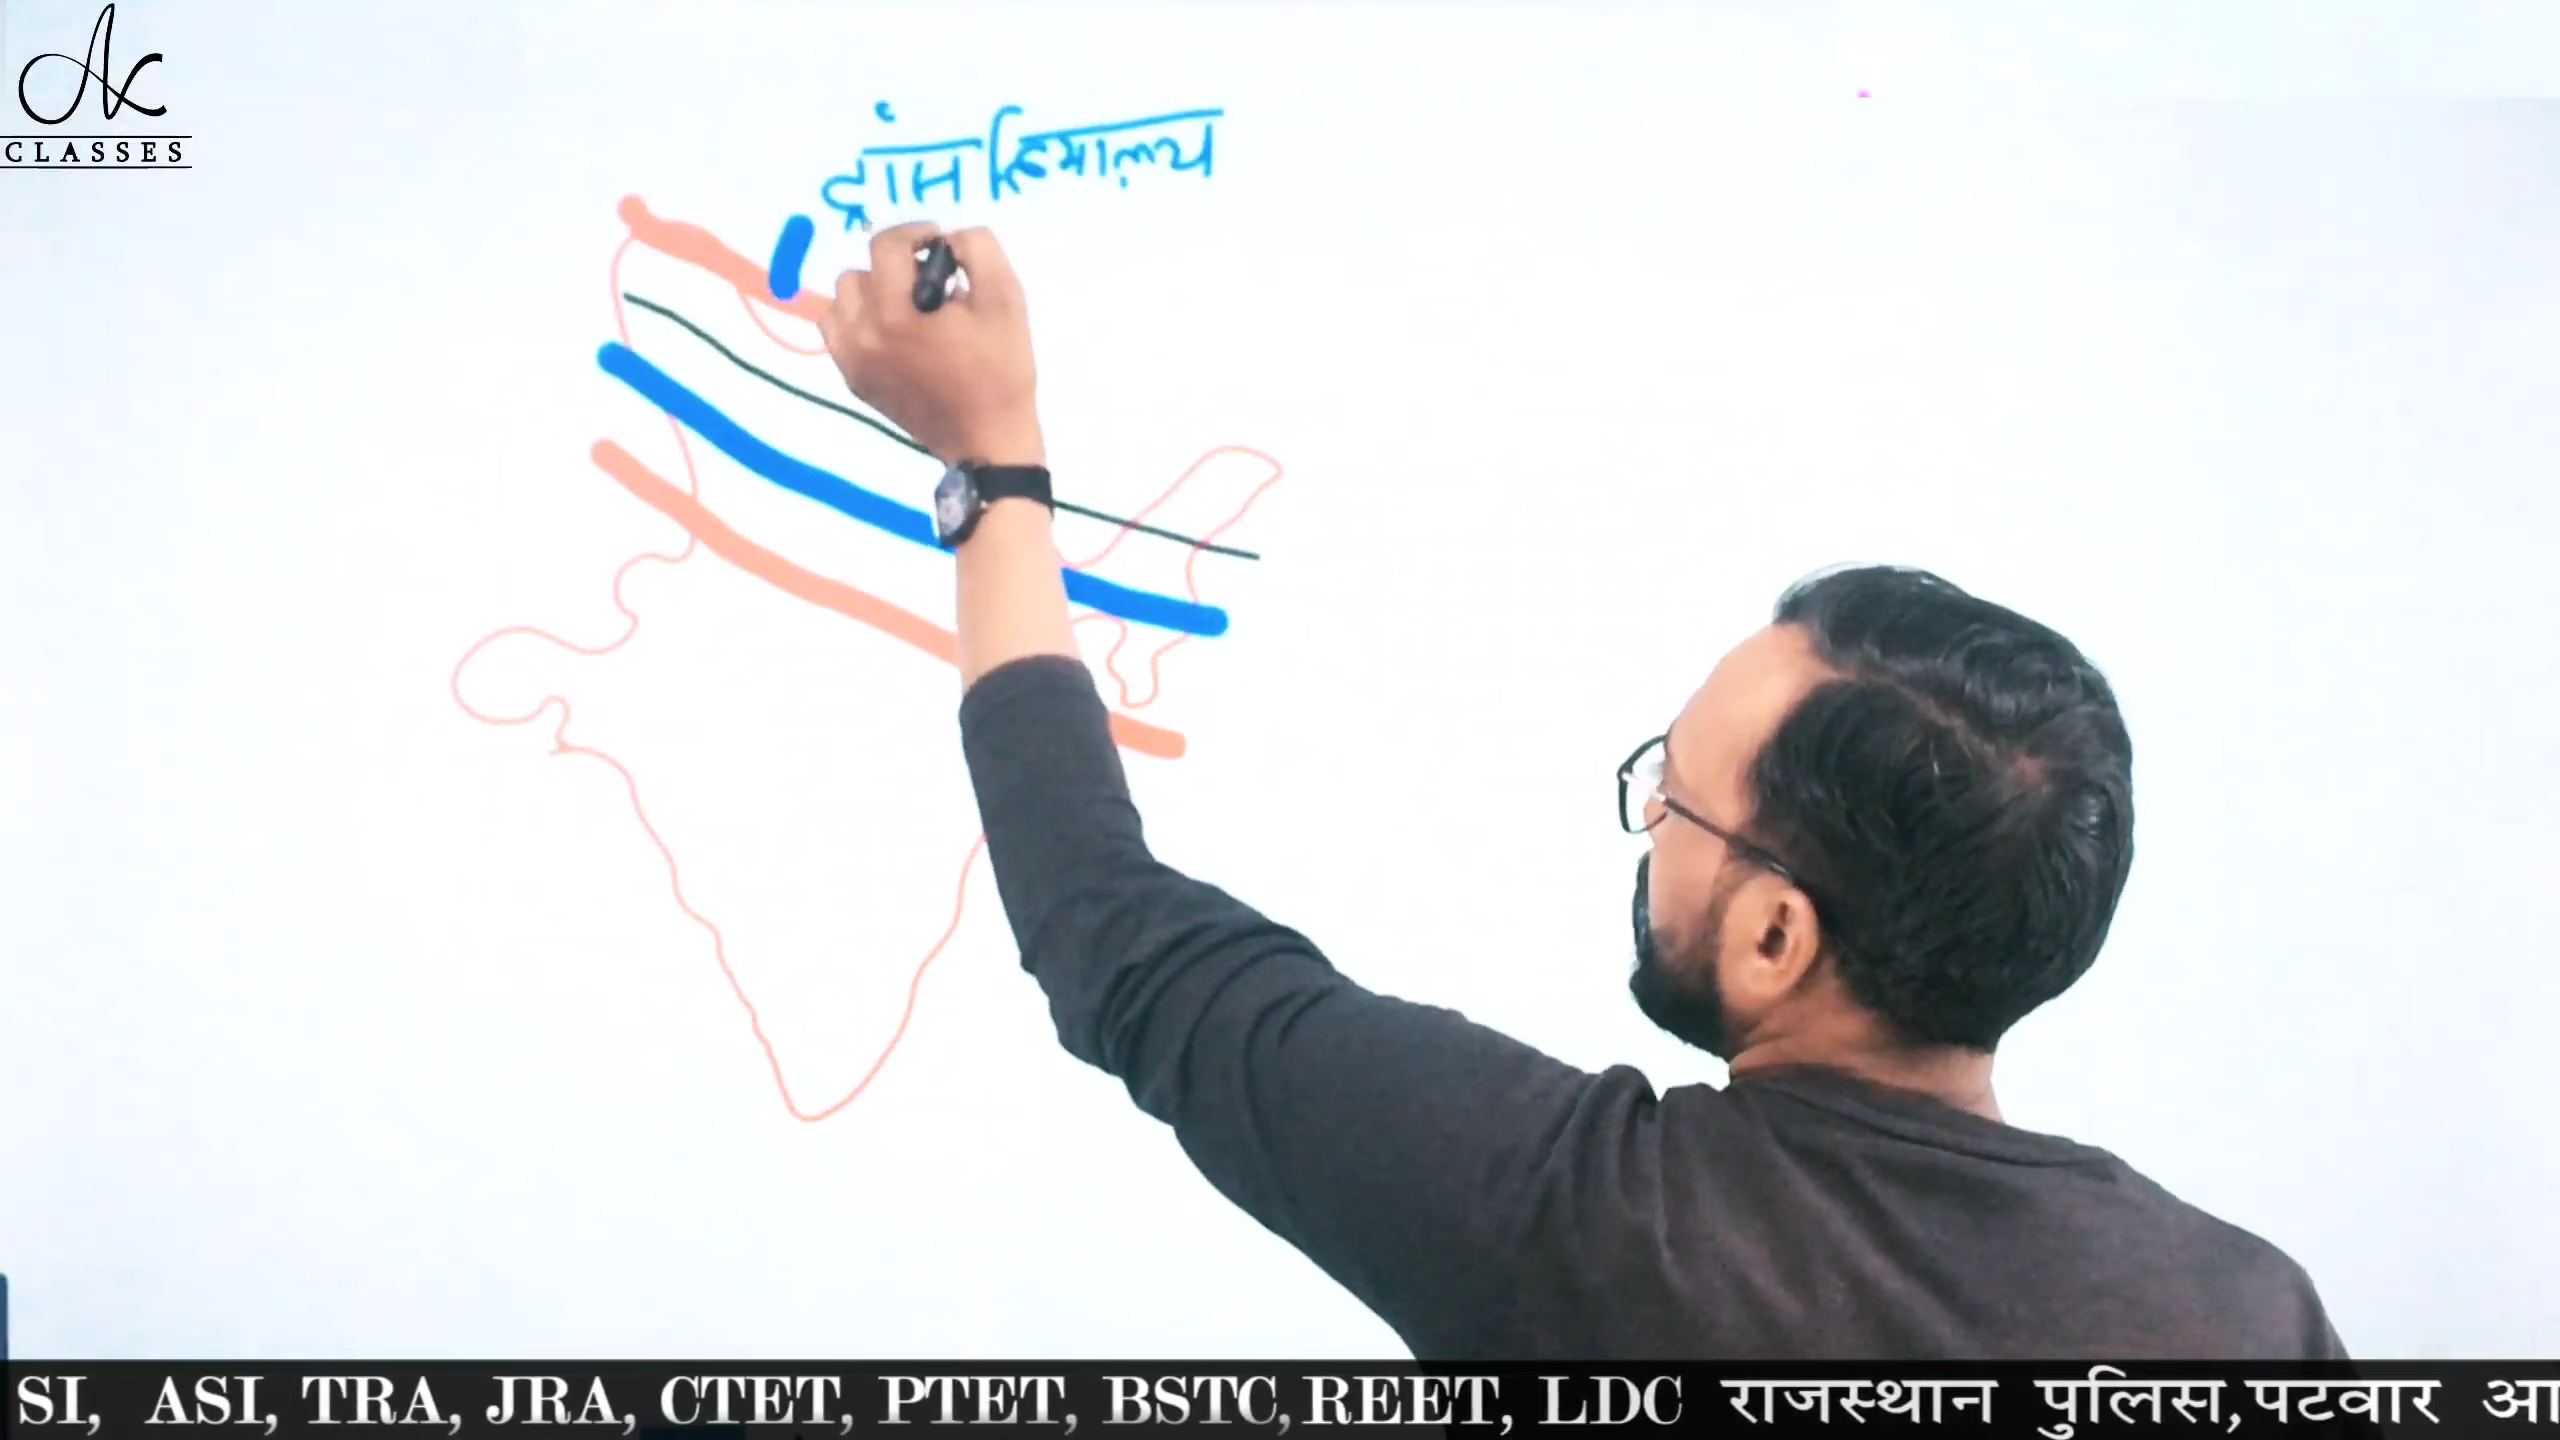 Ac
CLASSES
ट्रांस हिमालय
SI, ASI, TRA, JRA, CTET, PTET, BSTC, REET, LDC राजस्थान पुलिस,पटवार आ